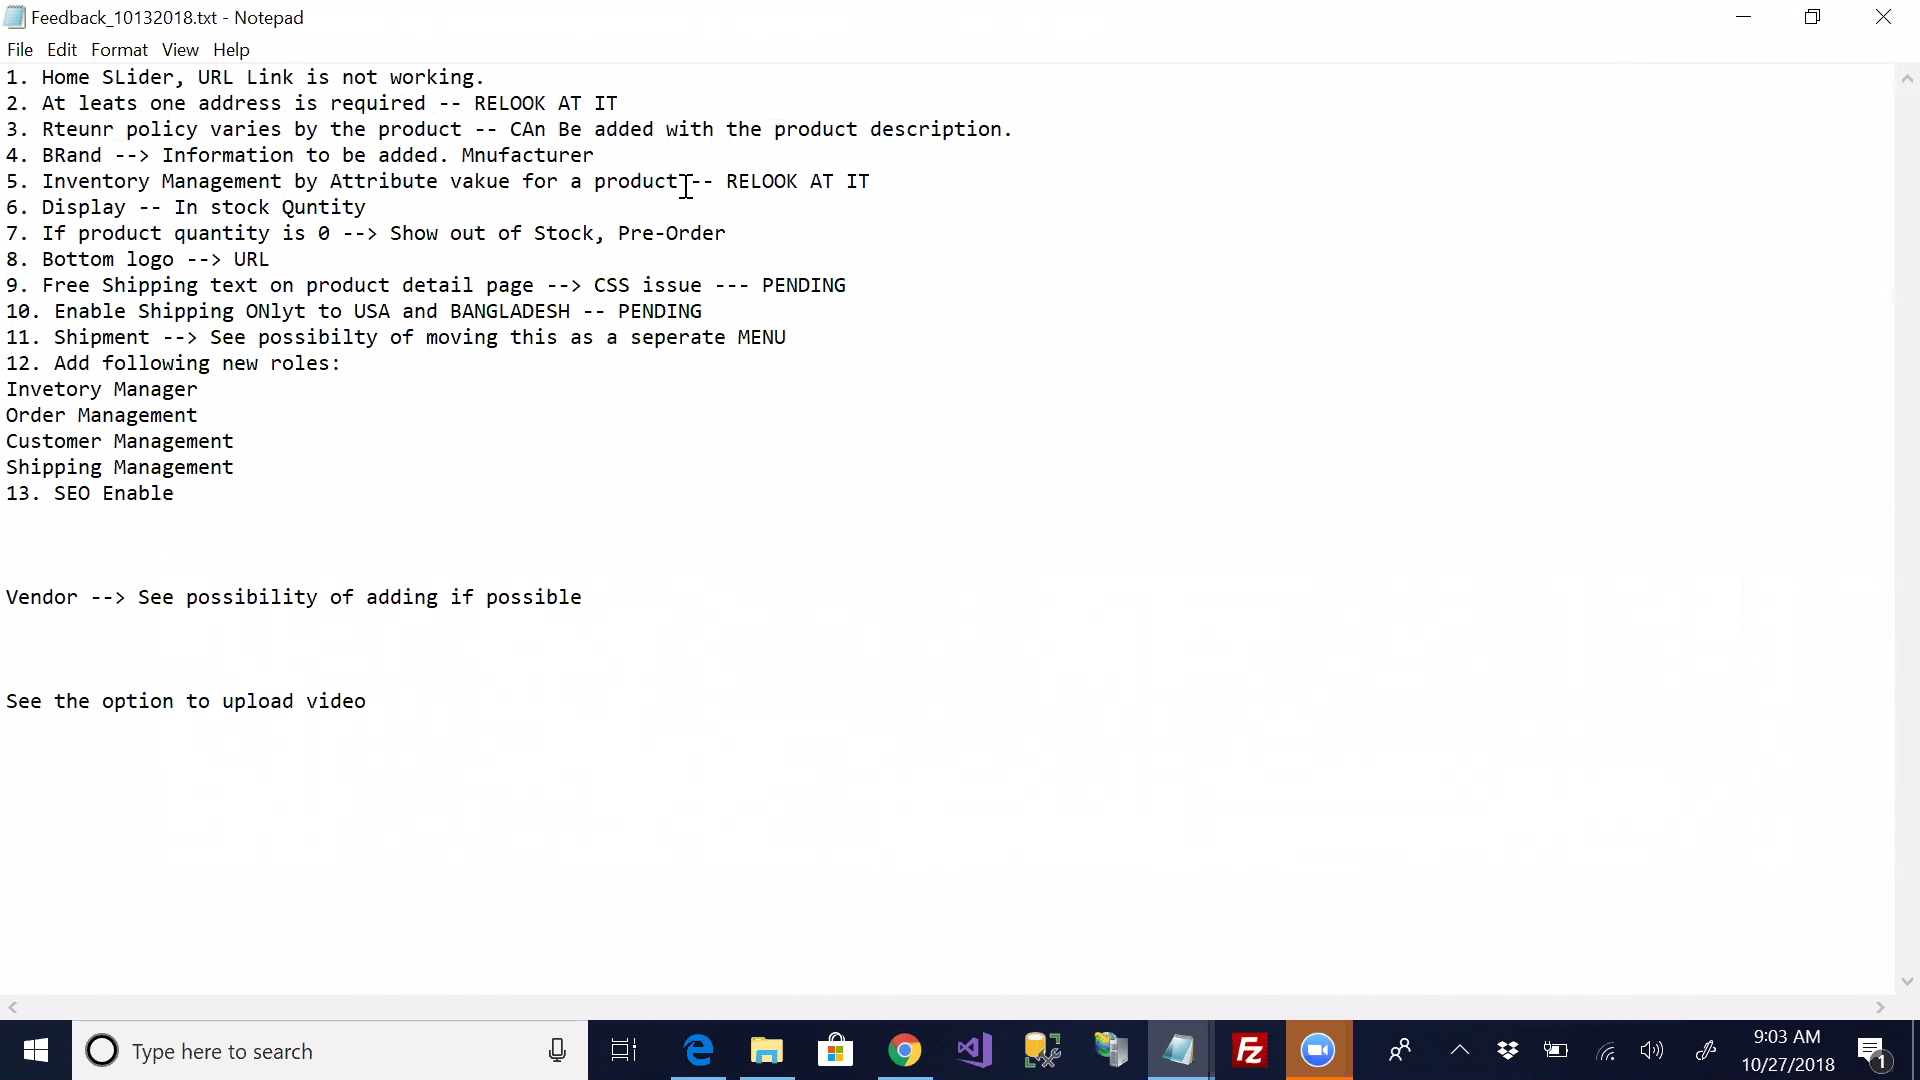 Feedback_10132018.txt - Notepad
File Edit Format View Help
1. Home SLider, URL Link is not working.
2. At leats one address is required -- RELOOK AT IT
3. Rteunr policy varies by the product -- CAn Be added with the product description.
4. BRand --> Information to be added. Mnufacturer
5. Inventory Management by Attribute vakue for a product -- RELOOK AT IT
6. Display -- In stock Quntity
7. If product quantity is 0 --> Show out of Stock, Pre-Order
8. Bottom logo --> URL
9. Free Shipping text on product detail page --> CSS issue --- PENDING
10. Enable Shipping ONlyt to USA and BANGLADESH -- PENDING
11. Shipment --> See possibilty of moving this as a seperate MENU
12. Add following new roles:
Invetory Manager
Order Management
Customer Management
Shipping Management
13. SEO Enable
Vendor --> See possibility of adding if possible
See the option to upload video
Type here to search
Fz
9:03 AM
10/27/2018
1